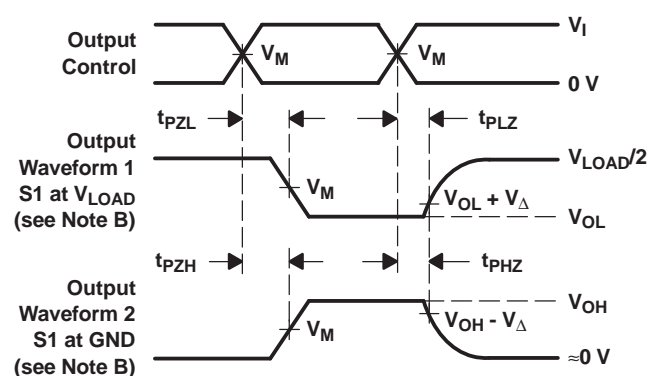 Output
Control
V_M
V_M
V_I
0 V
t_PZL
t_PLZ
Output
Waveform 1
S1 at V_LOAD
(see Note B)
V_M
V_LOAD/2
V_OL + V_Δ
V_OL
t_PZH
t_PHZ
Output
Waveform 2
S1 at GND
(see Note B)
V_M
V_OH
V_OH - V_Δ
≈0 V